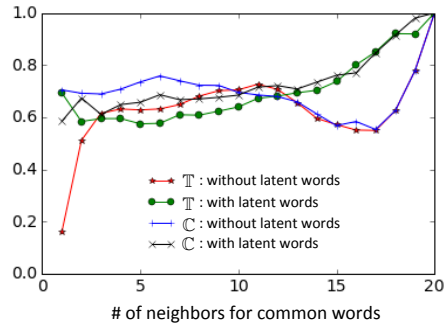 1.0
0.8
0.6
0.4
0.2
0.0
𝕋 : without latent words
𝕋 : with latent words
ℂ : without latent words
ℂ : with latent words
0 5 10 15 20
# of neighbors for common words